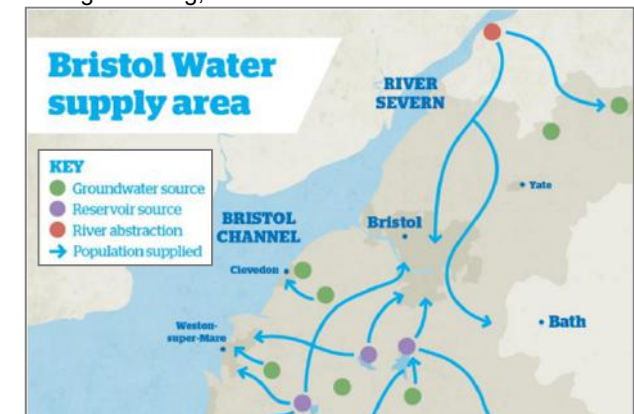 Bristol Water
supply area
RIVER
SEVERN
KEY
Groundwater source
Reservoir source
River abstraction
Population supplied
Yate
BRISTOL
CHANNEL
Bristol
Clevedon
Weston-
super-Mare
Bath